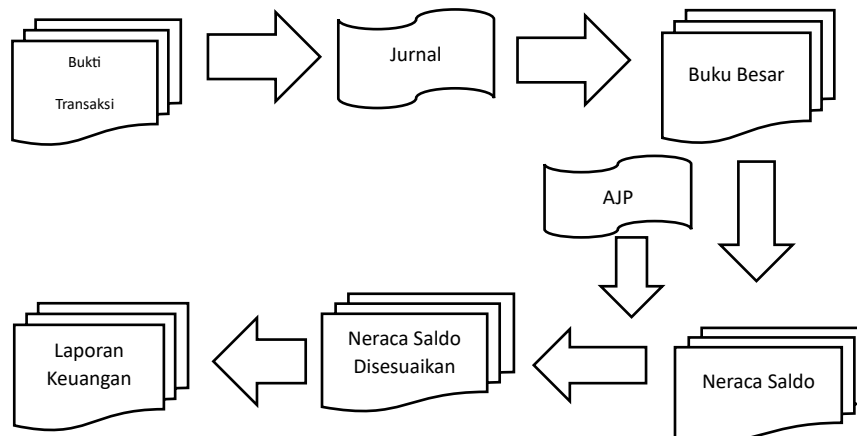 Bukti
Transaksi
Jurnal
Buku Besar
AJP
Neraca Saldo
Neraca Saldo
Disesuaikan
Laporan
Keuangan